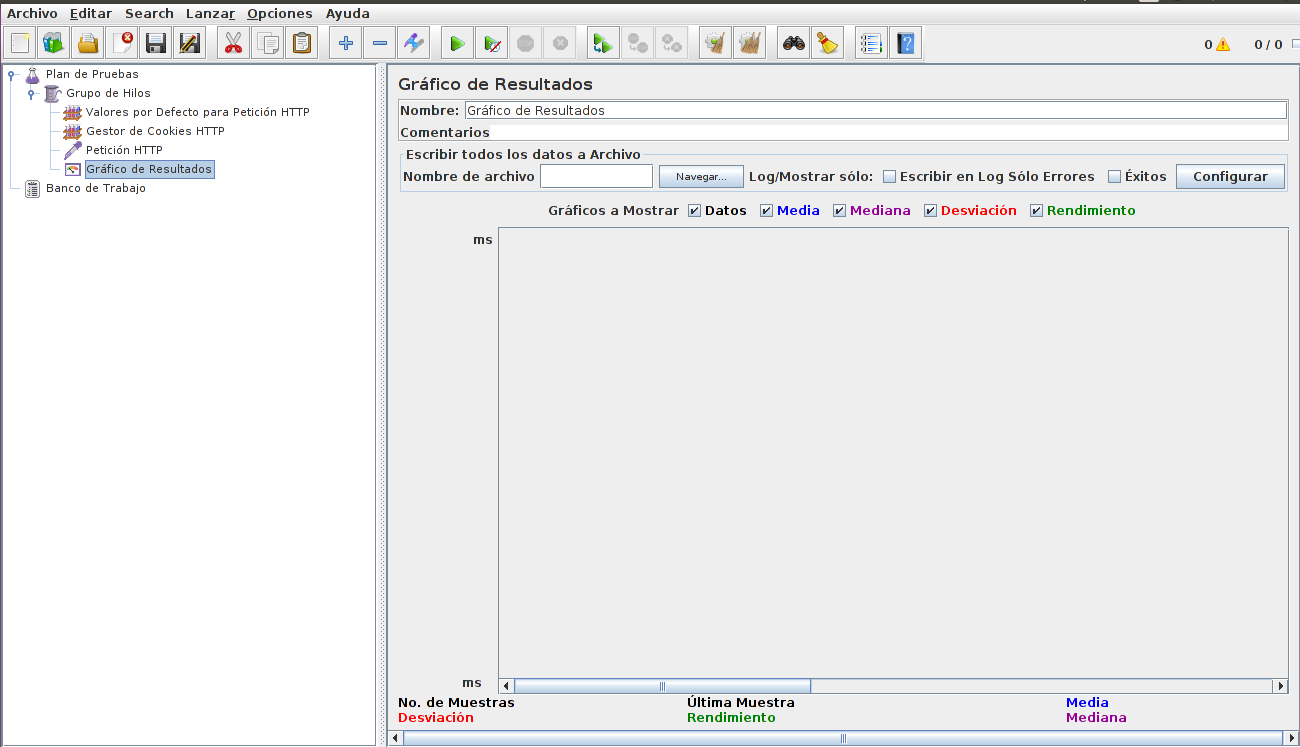 Archivo Editar Search Lanzar Opciones Ayuda
STOP
0 0 / 0
Plan de Pruebas
Grupo de Hilos
Valores por Defecto para Petición HTTP
Gestor de Cookies HTTP
Petición HTTP
Gráfico de Resultados
Banco de Trabajo
Gráfico de Resultados
Nombre: Gráfico de Resultados
Comentarios
Escribir todos los datos a Archivo
Nombre de archivo Navegar... Log/Mostrar sólo: Escribir en Log Sólo Errores Éxitos Configurar
Gráficos a Mostrar Datos Media Mediana Desviación Rendimiento
ms
ms
No. de Muestras Última Muestra Media
Desviación Rendimiento Mediana